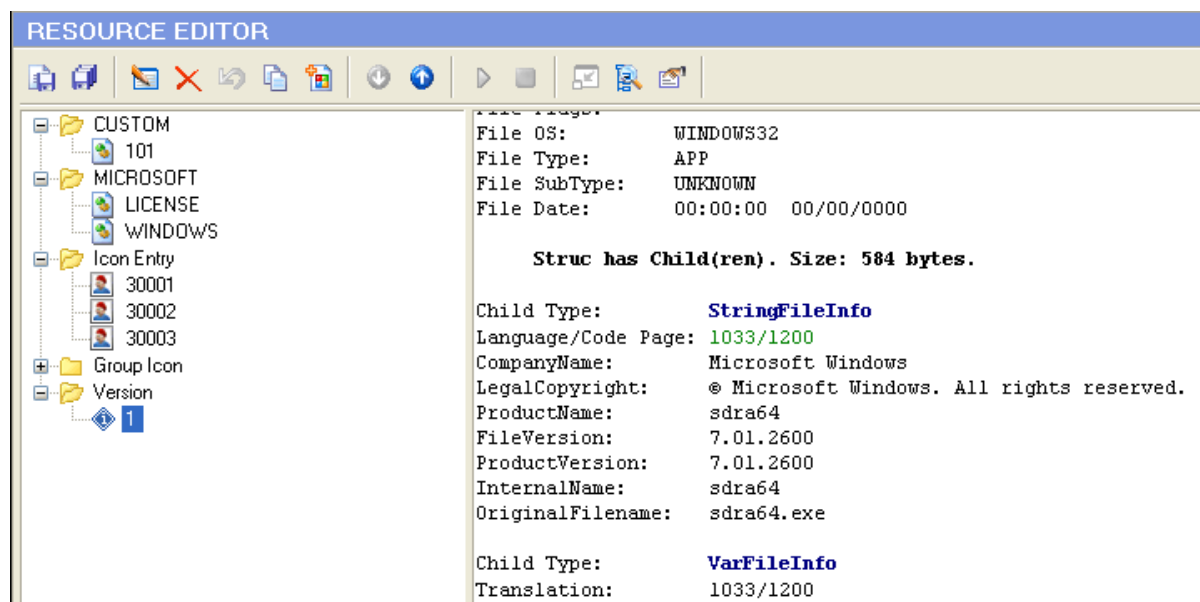 RESOURCE EDITOR
CUSTOM
101
MICROSOFT
LICENSE
WINDOWS
Icon Entry
30001
30002
30003
Group Icon
Version
1
File Flags:
File OS: WINDOWS32
File Type: APP
File SubType: UNKNOWN
File Date: 00:00:00 00/00/0000
Struc has Child(ren). Size: 584 bytes.
Child Type: StringFileInfo
Language/Code Page: 1033/1200
CompanyName: Microsoft Windows
LegalCopyright: © Microsoft Windows. All rights reserved.
ProductName: sdra64
FileVersion: 7.01.2600
ProductVersion: 7.01.2600
InternalName: sdra64
OriginalFilename: sdra64.exe
Child Type: VarFileInfo
Translation: 1033/1200